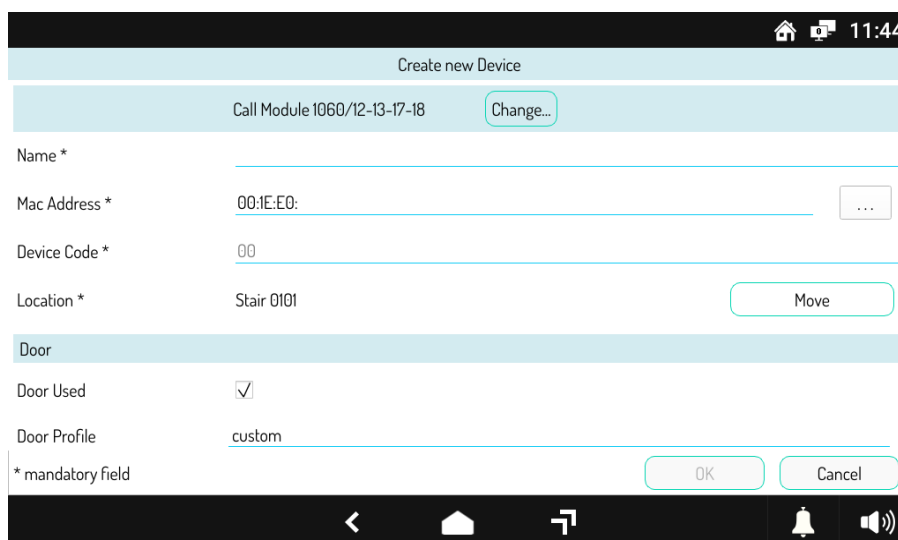 11:44
Create new Device
Call Module 1060/12-13-17-18 Change...
Name *
Mac Address * 00:1E:E0: ...
Device Code * 00
Location * Stair 0101 Move
Door
Door Used
Door Profile custom
* mandatory field OK Cancel